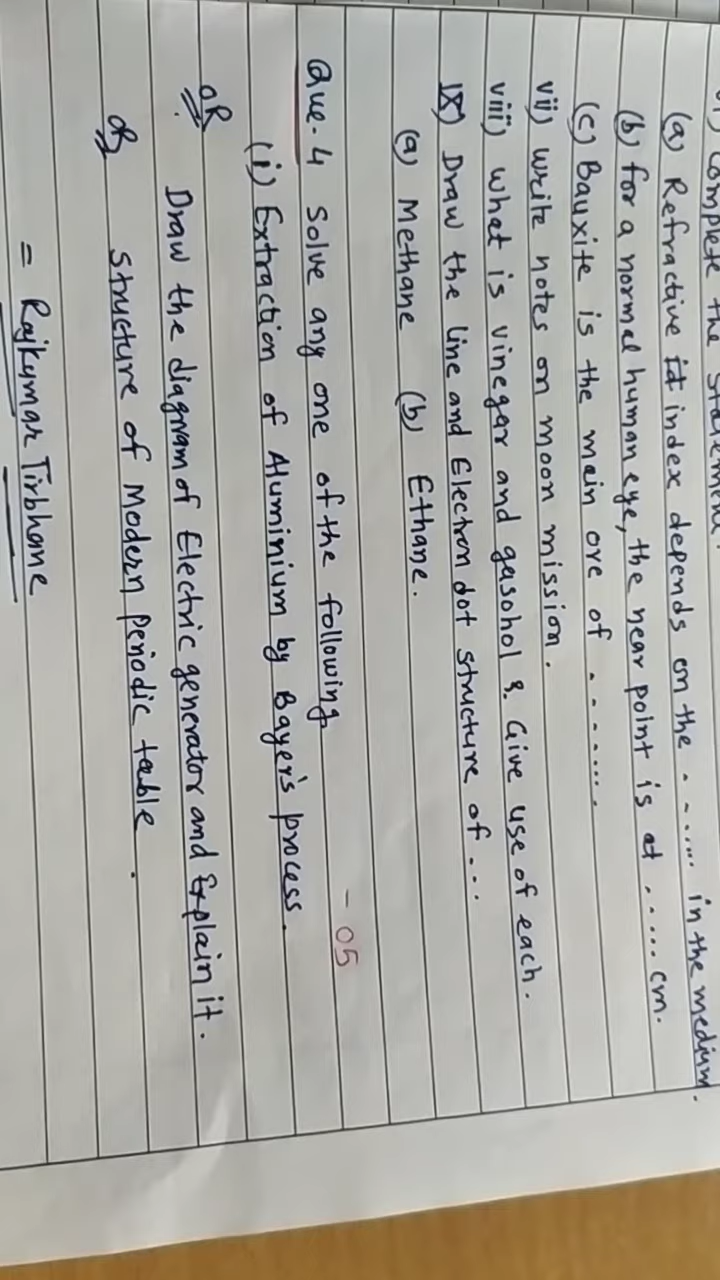 Complete the statement.
(a) Refractive index depends on the ....... in the medium.
(b) for a normal human eye, the near point is at ...... cm.
(c) Bauxite is the main ore of ........
vii) write notes on moon mission.
viii) what is vinegar and gasohol ? Give use of each.
IX) Draw the line and Electron dot structure of ...
(a) Methane (b) Ethane.
Que. 4 Solve any one of the following - 05
(i) Extraction of Aluminium by Bayer's process.
OR Draw the diagram of Electric generator and Explain it.
OR structure of Modern periodic table.
= Rajkumar Tirbhane